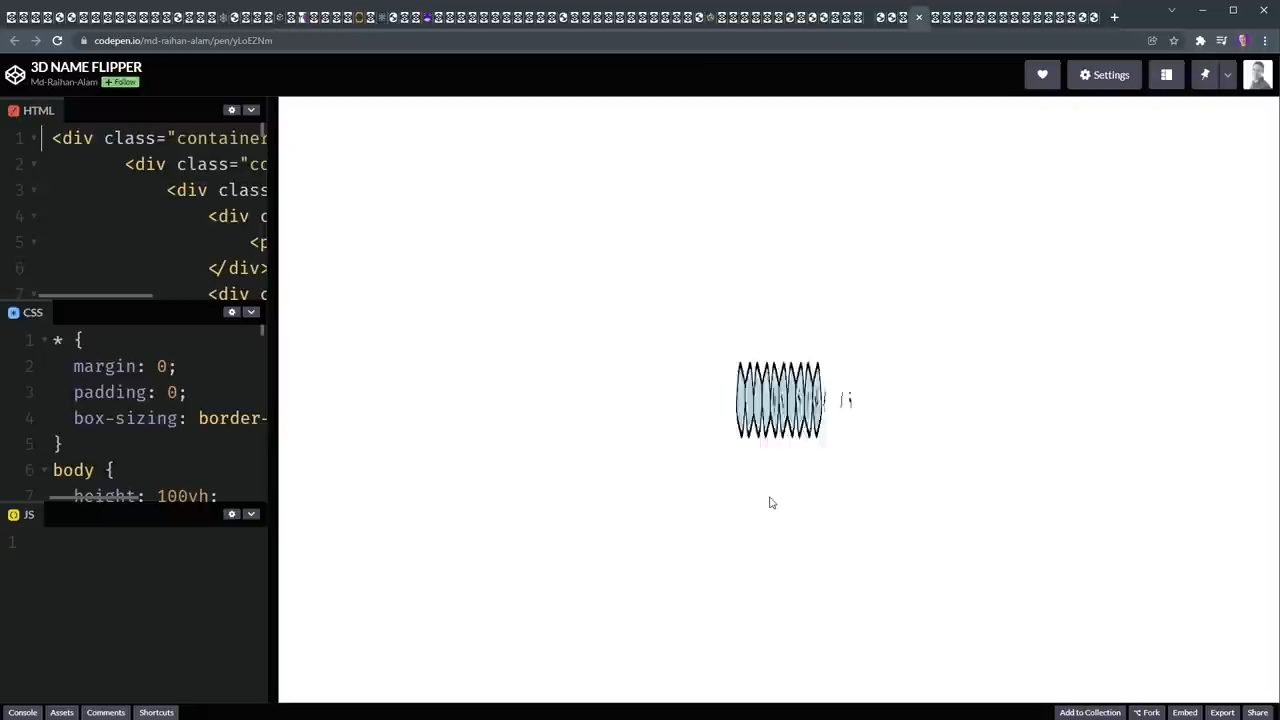 codepen.io/md-raihan-alam/pen/yLoEZNm
3D NAME FLIPPER
Md-Raihan-Alam
+ Follow
Settings
HTML
1 <div class="container
2 <div class="co
3 <div class
4 <div c
5 <p
6 </div>
7 <div c
CSS
1 * {
2 margin: 0;
3 padding: 0;
4 box-sizing: border-
5 }
6 body {
7 height: 100vh;
JS
1
Console
Assets
Comments
Shortcuts
Add to Collection
Fork
Embed
Export
Share